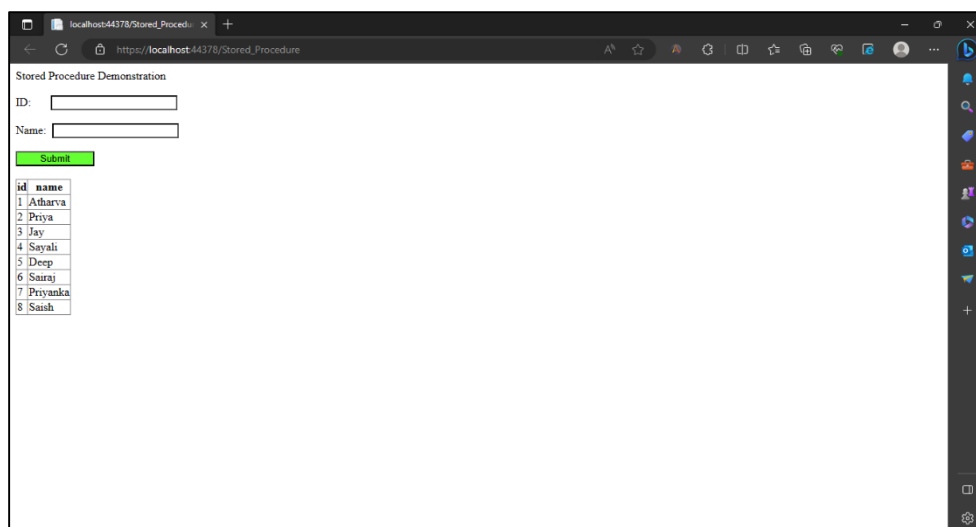 localhost:44378/Stored_Procedu
https://localhost:44378/Stored_Procedure
Stored Procedure Demonstration
ID:
Name:
Submit
id name
1 Atharva
2 Priya
3 Jay
4 Sayali
5 Deep
6 Sairaj
7 Priyanka
8 Saish